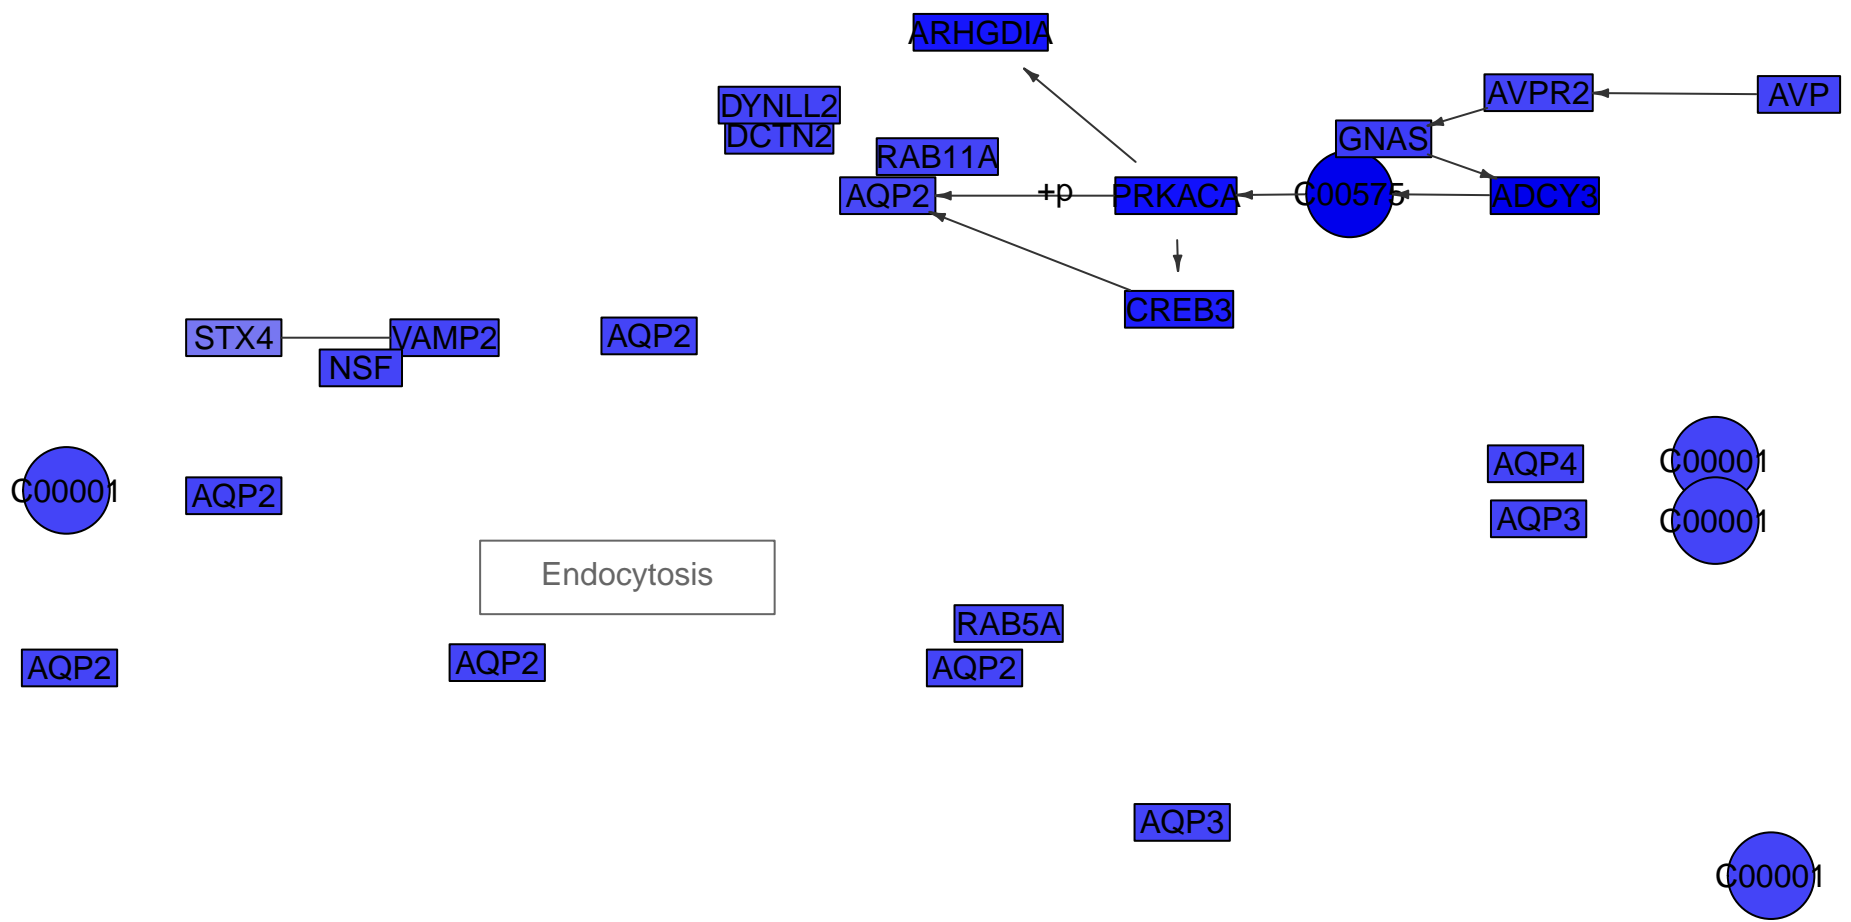 ARHGDIA
DYNLL2
AVPR2
AVP
DCTN2
GNAS
RAB11A
AQP2
+p
PRKACA
C00575
ADCY3
CREB3
STX4
VAMP2
AQP2
NSF
C00001
AQP2
AQP4
C00001
AQP3
C00001
Endocytosis
RAB5A
AQP2
AQP2
AQP2
AQP3
C00001